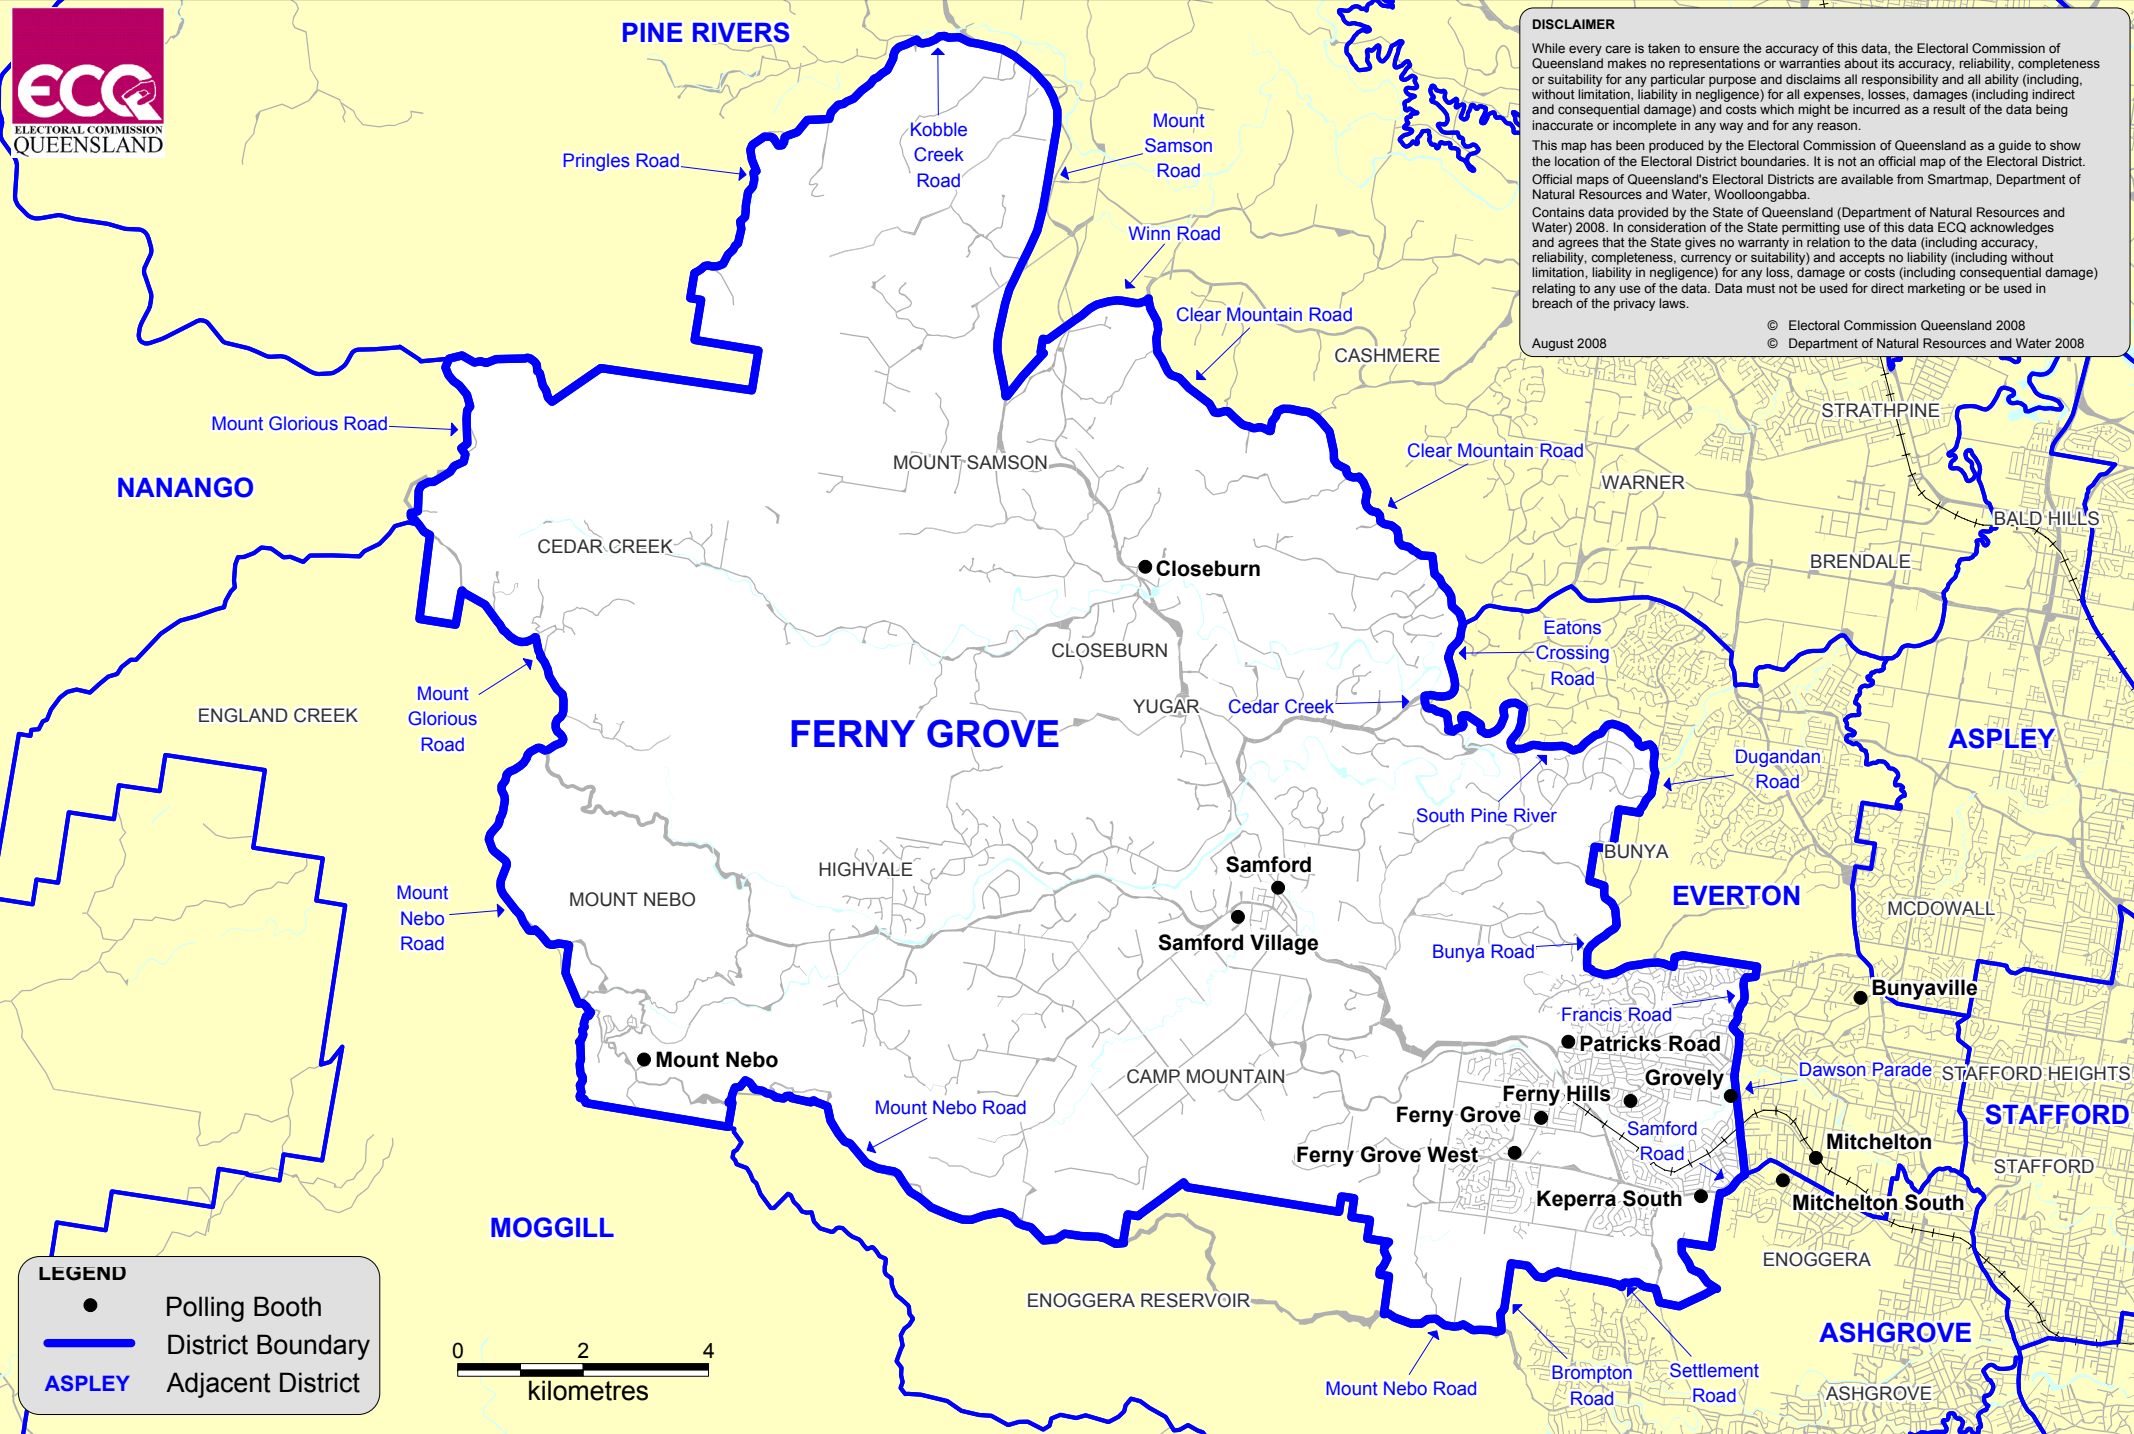 ECQ
ELECTORAL COMMISSION
QUEENSLAND
PINE RIVERS
DISCLAIMER
While every care is taken to ensure the accuracy of this data, the Electoral Commission of
Queensland makes no representations or warranties about its accuracy, reliability, completeness
or suitability for any particular purpose and disclaims all responsibility and all ability (including,
without limitation, liability in negligence) for all expenses, losses, damages (including indirect
and consequential damage) and costs which might be incurred as a result of the data being
inaccurate or incomplete in any way and for any reason.
This map has been produced by the Electoral Commission of Queensland as a guide to show
the location of the Electoral District boundaries. It is not an official map of the Electoral District.
Official maps of Queensland's Electoral Districts are available from Smartmap, Department of
Natural Resources and Water, Woolloongabba.
Contains data provided by the State of Queensland (Department of Natural Resources and
Water) 2008. In consideration of the State permitting use of this data ECQ acknowledges
and agrees that the State gives no warranty in relation to the data (including accuracy,
reliability, completeness, currency or suitability) and accepts no liability (including without
limitation, liability in negligence) for any loss, damage or costs (including consequential damage)
relating to any use of the data. Data must not be used for direct marketing or be used in
breach of the privacy laws.
© Electoral Commission Queensland 2008
August 2008
© Department of Natural Resources and Water 2008
Kobble
Creek
Road
Mount
Samson
Road
Pringles Road
Winn Road
Clear Mountain Road
CASHMERE
STRATHPINE
Mount Glorious Road
MOUNT SAMSON
Clear Mountain Road
NANANGO
WARNER
BALD HILLS
CEDAR CREEK
BRENDALE
Closeburn
Eatons
Crossing
Road
CLOSEBURN
Mount
Glorious
Road
ENGLAND CREEK
YUGAR
Cedar Creek
FERNY GROVE
ASPLEY
Dugandan
Road
South Pine River
BUNYA
HIGHVALE
Samford
MOUNT NEBO
Mount
Nebo
Road
EVERTON
MCDOWALL
Samford Village
Bunya Road
Bunyaville
Francis Road
Patricks Road
Mount Nebo
CAMP MOUNTAIN
Grovely
Dawson Parade
STAFFORD HEIGHTS
Ferny Hills
Ferny Grove
Mount Nebo Road
STAFFORD
Samford
Road
Mitchelton
Ferny Grove West
STAFFORD
Keperra South
Mitchelton South
MOGGILL
ENOGGERA
ENOGGERA RESERVOIR
ASHGROVE
Mount Nebo Road
Brompton
Road
Settlement
Road
ASHGROVE
LEGEND
Polling Booth
District Boundary
ASPLEY Adjacent District
0 2 4
kilometres